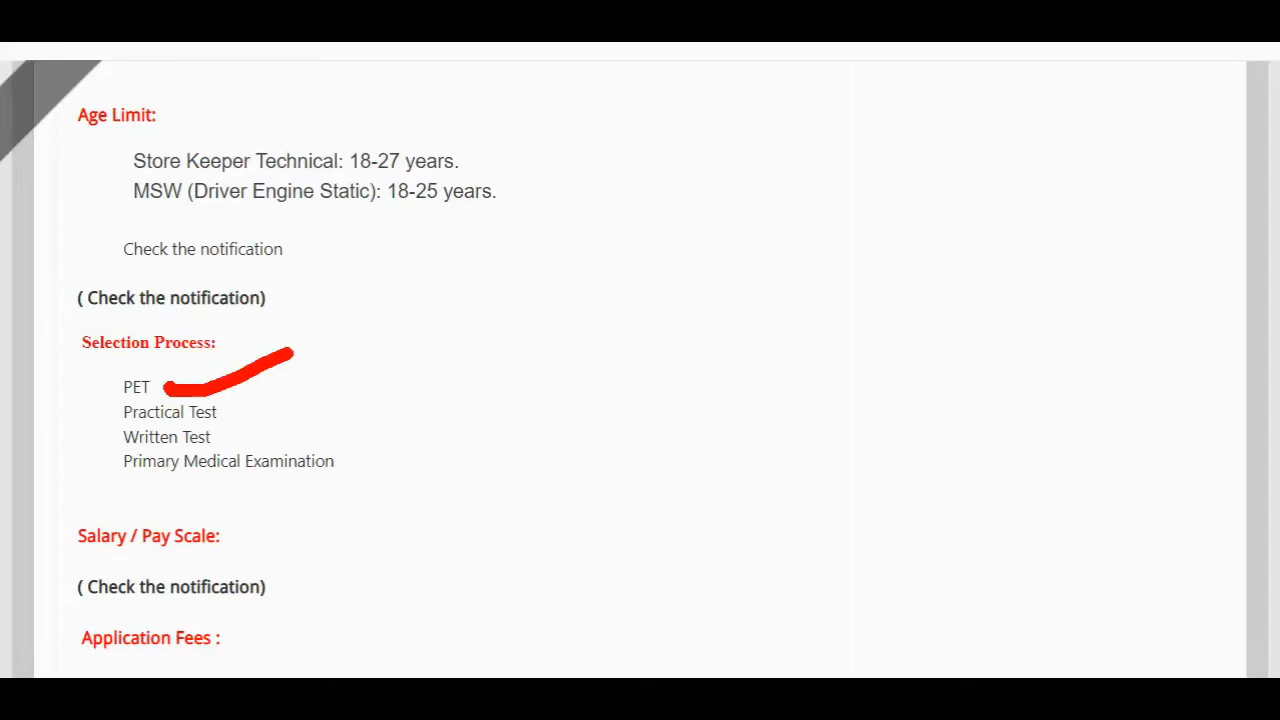 Age Limit:
Store Keeper Technical: 18-27 years.
MSW (Driver Engine Static): 18-25 years.
Check the notification
( Check the notification)
Selection Process:
PET
Practical Test
Written Test
Primary Medical Examination
Salary / Pay Scale:
( Check the notification)
Application Fees :